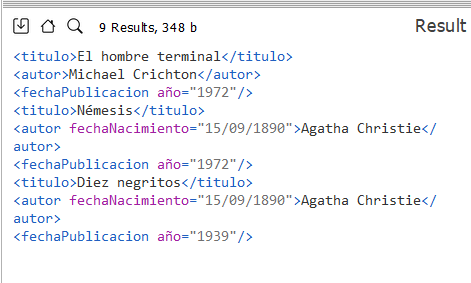 9 Results, 348 b
Result
<titulo>El hombre terminal</titulo>
<autor>Michael Crichton</autor>
<fechaPublicacion año="1972"/>
<titulo>Némesis</titulo>
<autor fechaNacimiento="15/09/1890">Agatha Christie</
autor>
<fechaPublicacion año="1972"/>
<titulo>Diez negritos</titulo>
<autor fechaNacimiento="15/09/1890">Agatha Christie</
autor>
<fechaPublicacion año="1939"/>